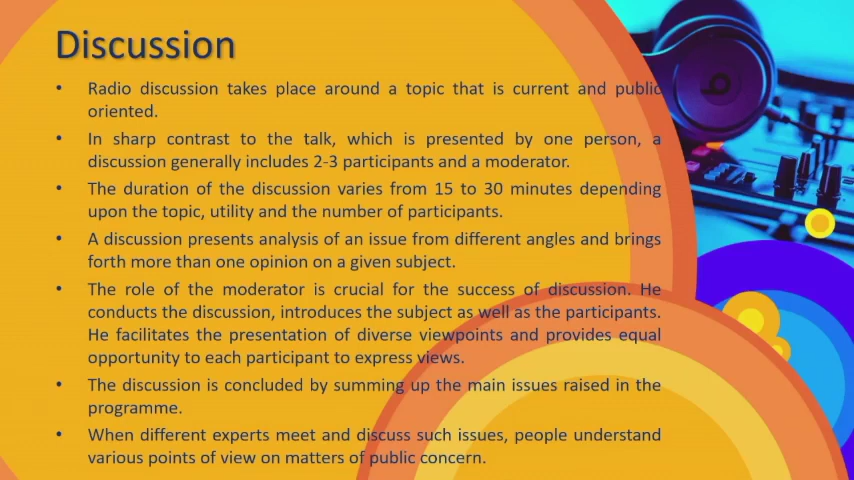 Discussion
• Radio discussion takes place around a topic that is current and public
oriented.
• In sharp contrast to the talk, which is presented by one person, a
discussion generally includes 2-3 participants and a moderator.
• The duration of the discussion varies from 15 to 30 minutes depending
upon the topic, utility and the number of participants.
• A discussion presents analysis of an issue from different angles and brings
forth more than one opinion on a given subject.
• The role of the moderator is crucial for the success of discussion. He
conducts the discussion, introduces the subject as well as the participants.
He facilitates the presentation of diverse viewpoints and provides equal
opportunity to each participant to express views.
• The discussion is concluded by summing up the main issues raised in the
programme.
• When different experts meet and discuss such issues, people understand
various points of view on matters of public concern.